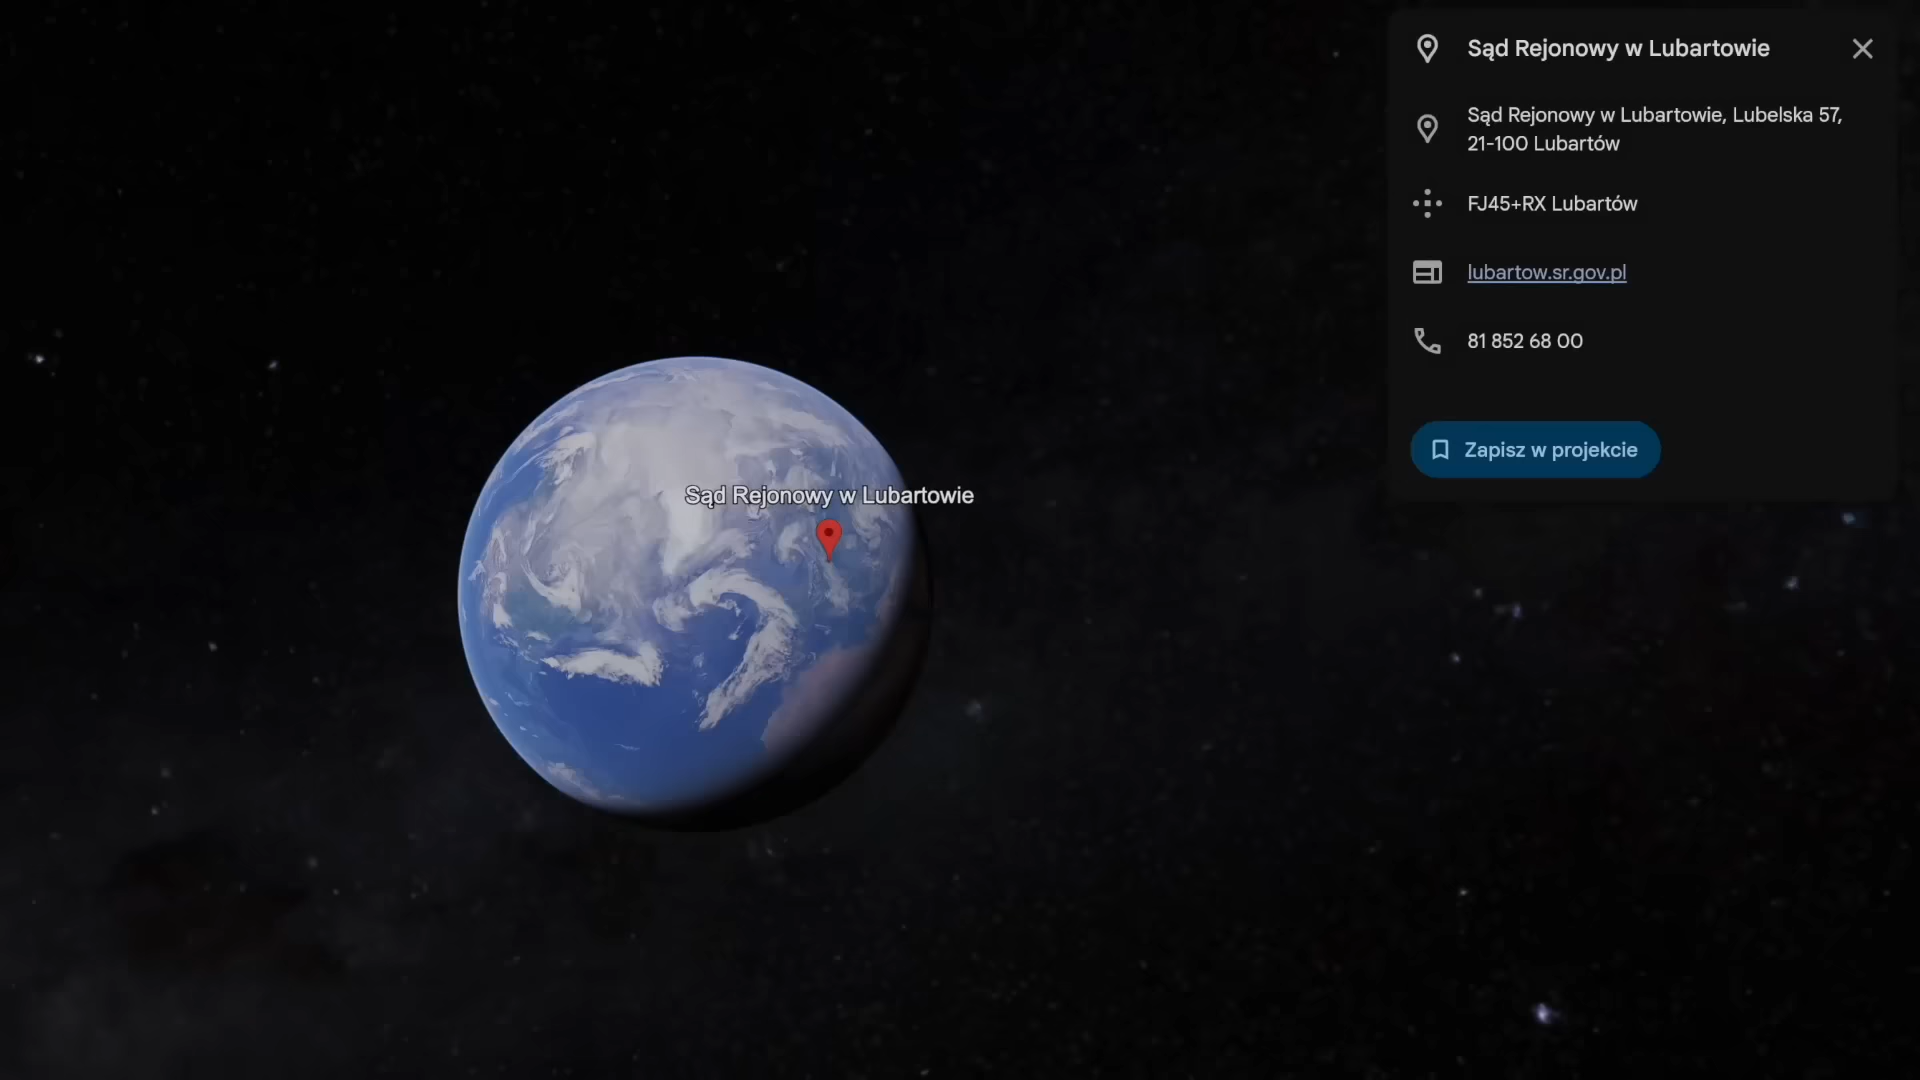 Sąd Rejonowy w Lubartowie
Sąd Rejonowy w Lubartowie, Lubelska 57,
21-100 Lubartów
FJ45+RX Lubartów
lubartow.sr.gov.pl
81 852 68 00
Zapisz w projekcie
Sąd Rejonowy w Lubartowie